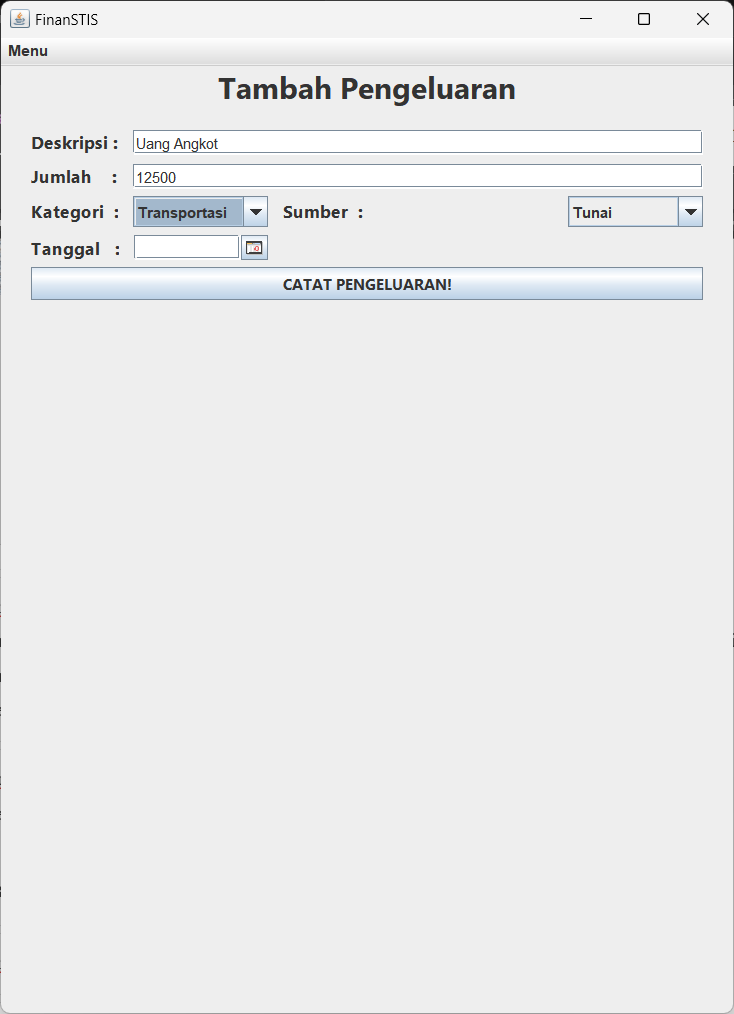 FinanSTIS
Menu
Tambah Pengeluaran
Deskripsi : Uang Angkot
Jumlah : 12500
Kategori : Transportasi Sumber : Tunai
Tanggal :
CATAT PENGELUARAN!